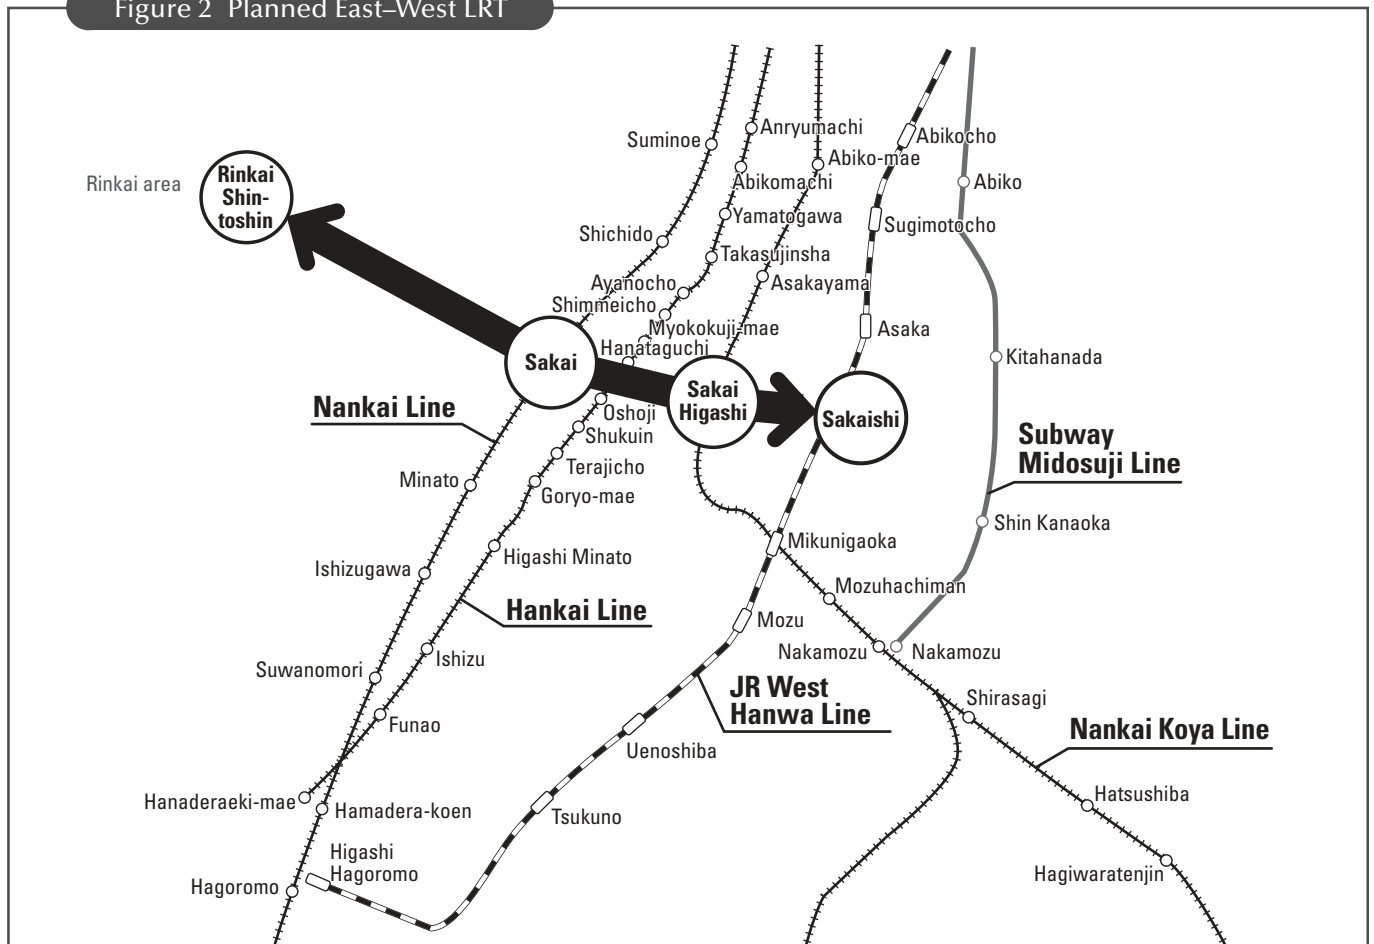 Figure 2 Planned East–West LRT
Suminoe
Anryumachi
Abikocho
Abiko-mae
Rinkai area
Rinkai
Shin-
toshin
Abikomachi
Abiko
Yamatogawa
Sugimotocho
Shichido
Takasujinsha
Ayanocho
Asakayama
Shimmeicho
Myokokuji-mae
Asaka
Hanataguchi
Kitahanada
Sakai
Sakai
Higashi
Sakaishi
Nankai Line
Oshoji
Shukuin
Subway
Midosuji Line
Terajicho
Minato
Goryo-mae
Shin Kanaoka
Mikunigaoka
Higashi Minato
Ishizugawa
Mozuhachiman
Hankai Line
Mozu
Nakamozu
Nakamozu
Ishizu
Suwanomori
JR West
Hanwa Line
Shirasagi
Funao
Nankai Koya Line
Uenoshiba
Hanaderaeki-mae
Hamadera-koen
Hatsushiba
Tsukuno
Higashi
Hagoromo
Hagoromo
Hagiwaratenjin